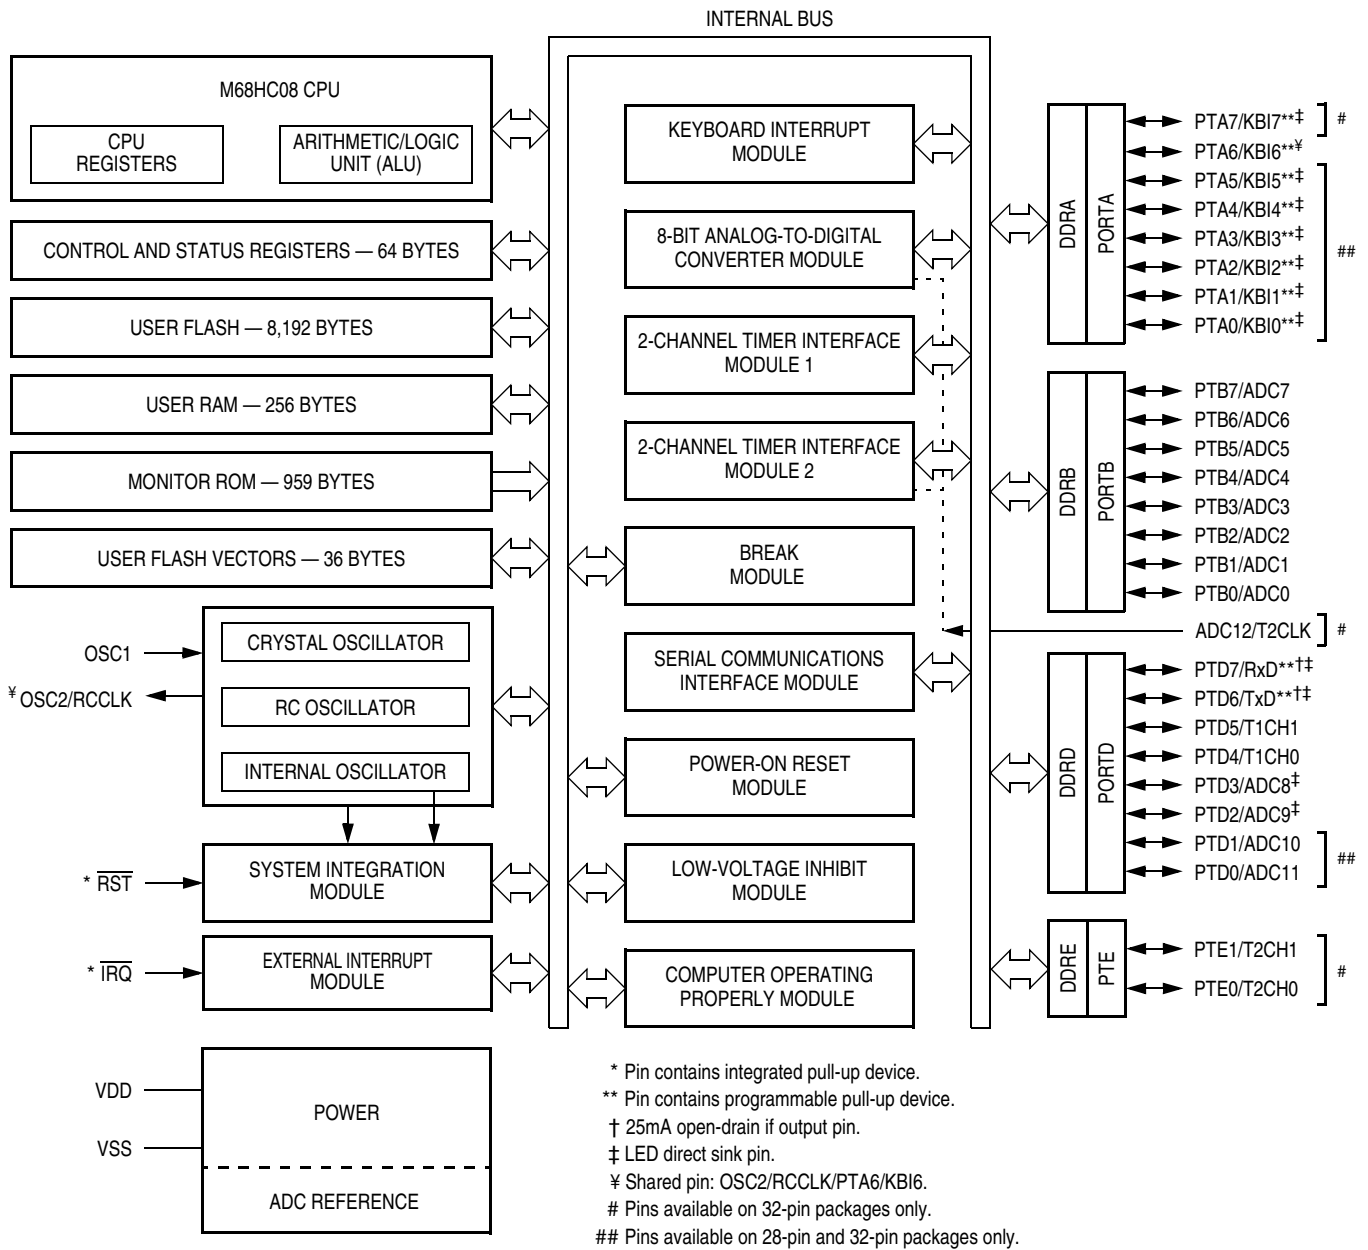 INTERNAL BUS
M68HC08 CPU
CPU
REGISTERS
ARITHMETIC/LOGIC
UNIT (ALU)
CONTROL AND STATUS REGISTERS — 64 BYTES
USER FLASH — 8,192 BYTES
USER RAM — 256 BYTES
MONITOR ROM — 959 BYTES
USER FLASH VECTORS — 36 BYTES
OSC1
¥ OSC2/RCCLK
CRYSTAL OSCILLATOR
RC OSCILLATOR
INTERNAL OSCILLATOR
* RST
SYSTEM INTEGRATION
MODULE
* IRQ
EXTERNAL INTERRUPT
MODULE
VDD
VSS
POWER
ADC REFERENCE
KEYBOARD INTERRUPT
MODULE
8-BIT ANALOG-TO-DIGITAL
CONVERTER MODULE
2-CHANNEL TIMER INTERFACE
MODULE 1
2-CHANNEL TIMER INTERFACE
MODULE 2
BREAK
MODULE
SERIAL COMMUNICATIONS
INTERFACE MODULE
POWER-ON RESET
MODULE
LOW-VOLTAGE INHIBIT
MODULE
COMPUTER OPERATING
PROPERLY MODULE
DDRA
PORTA
PTA7/KBI7**‡
#
PTA6/KBI6**¥
PTA5/KBI5**‡
PTA4/KBI4**‡
PTA3/KBI3**‡
PTA2/KBI2**‡
PTA1/KBI1**‡
PTA0/KBI0**‡
##
DDRB
PORTB
PTB7/ADC7
PTB6/ADC6
PTB5/ADC5
PTB4/ADC4
PTB3/ADC3
PTB2/ADC2
PTB1/ADC1
PTB0/ADC0
ADC12/T2CLK
#
DDRD
PORTD
PTD7/RxD**†‡
PTD6/TxD**†‡
PTD5/T1CH1
PTD4/T1CH0
PTD3/ADC8‡
PTD2/ADC9‡
PTD1/ADC10
PTD0/ADC11
##
DDRE
PTE
PTE1/T2CH1
PTE0/T2CH0
#
* Pin contains integrated pull-up device.
** Pin contains programmable pull-up device.
† 25mA open-drain if output pin.
‡ LED direct sink pin.
¥ Shared pin: OSC2/RCCLK/PTA6/KBI6.
# Pins available on 32-pin packages only.
## Pins available on 28-pin and 32-pin packages only.